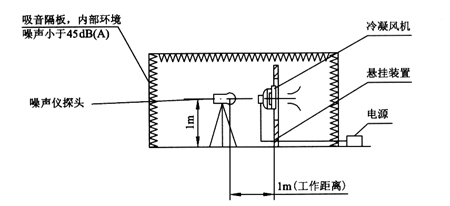 吸音隔板，内部环境
噪声小于45dB(A)
冷凝风机
悬挂装置
噪声仪探头
1m
电源
1m(工作距离)